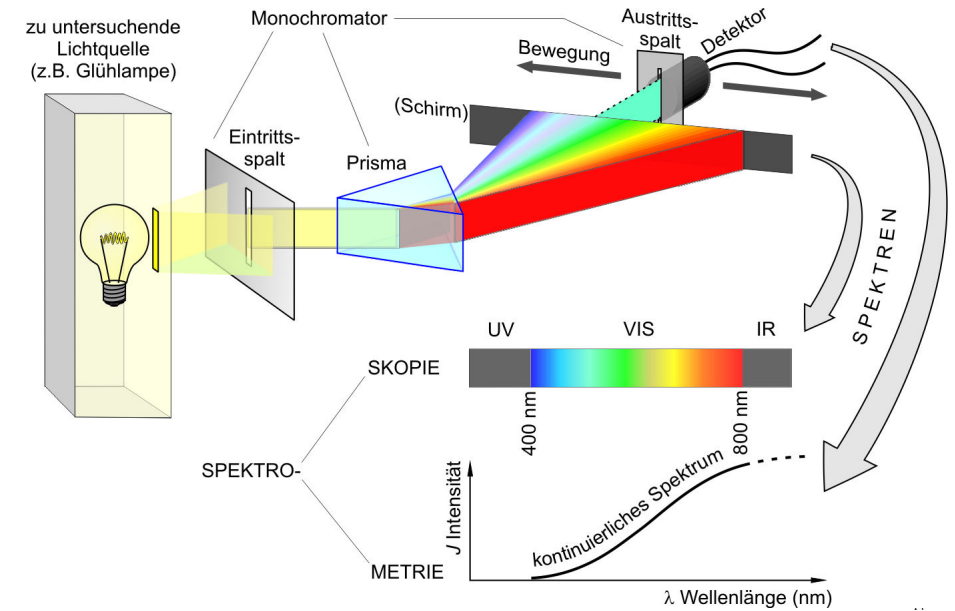 zu untersuchende
Lichtquelle
(z.B. Glühlampe)
Monochromator
Austritts-
spalt
Detektor
Bewegung
(Schirm)
Eintritts-
spalt
Prisma
SPEKTREN
UV VIS IR
SKOPIE
400 nm 800 nm
SPEKTRO-
J Intensität
kontinuierliches Spektrum
METRIE
λ Wellenlänge (nm)